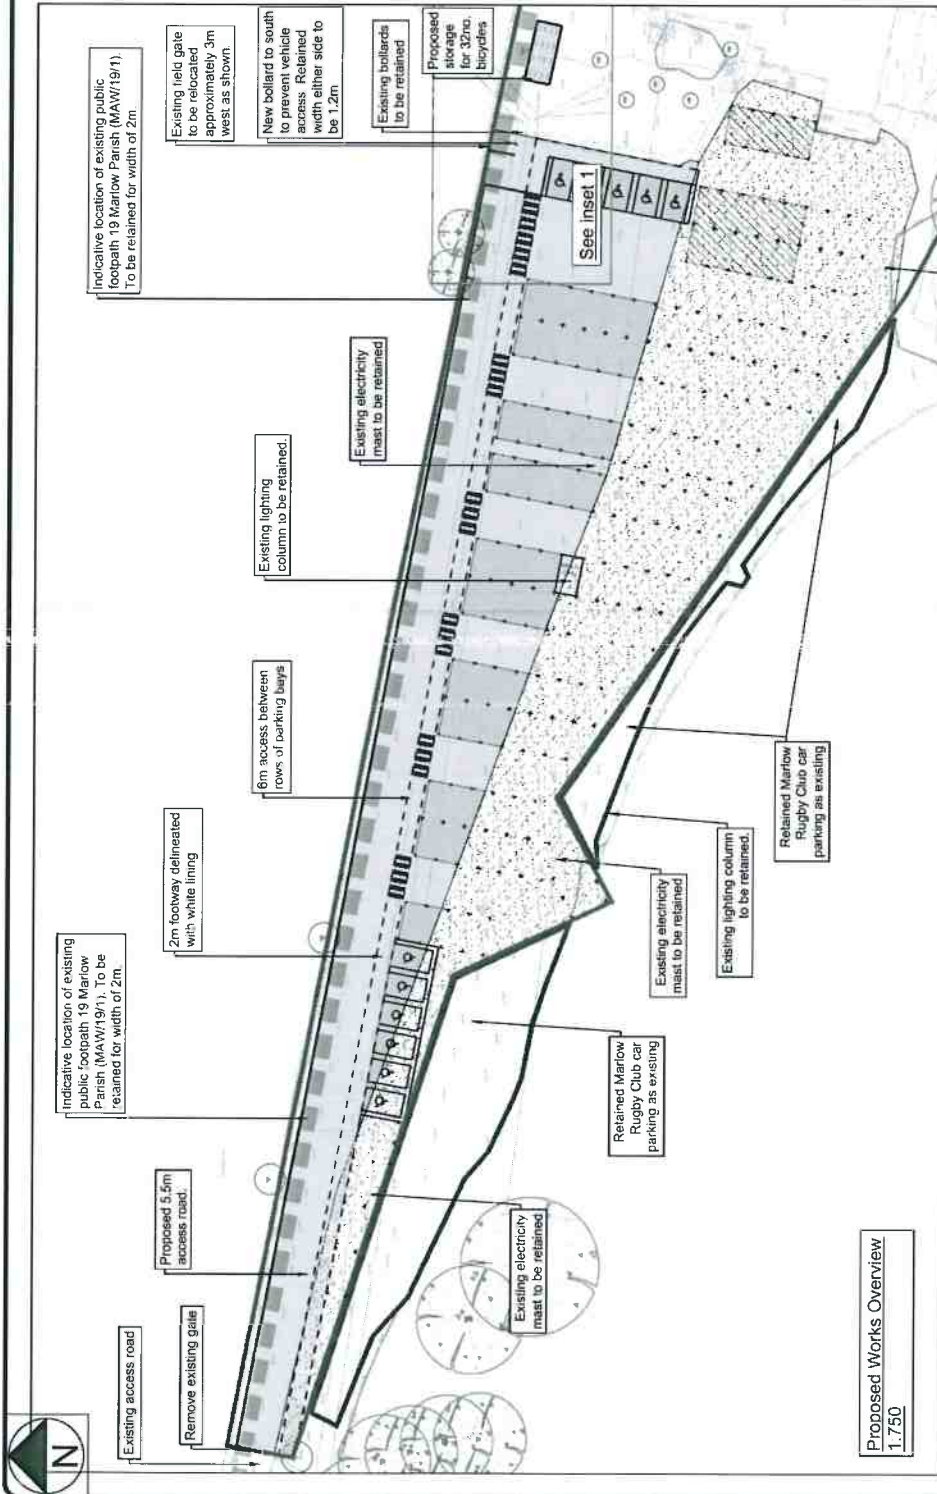 N
Existing access road
Remove existing gate
Proposed 5.5m
access road.
Indicative location of existing
public footpath 19 Marlow
Parish (MAW/19/1). To be
retained for width of 2m.
2m footway delineated
with white lining
6m access between
rows of parking bays
Existing lighting
column to be retained.
Existing electricity
mast to be retained
Indicative location of existing public
footpath 19 Marlow Parish (MAW/19/1).
To be retained for width of 2m
Existing field gate
to be relocated
approximately 3m
west as shown.
New bollard to south
to prevent vehicle
access. Retained
width either side to
be 1.2m
Existing bollards
to be retained
Proposed
storage
for 32no.
bicycles
See inset 1
Existing electricity
mast to be retained
Retained Marlow
Rugby Club car
parking as existing
Existing electricity
mast to be retained
Existing lighting column
to be retained.
Retained Marlow
Rugby Club car
parking as existing
Proposed Works Overview
1:750